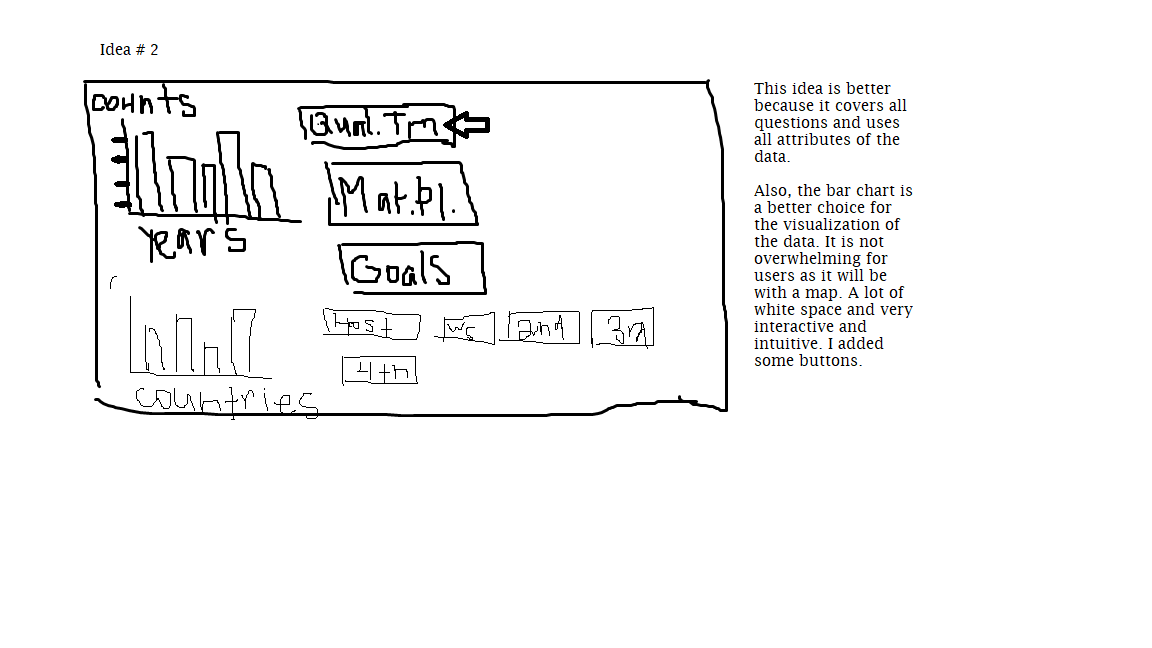 Idea # 2
counts
Qual.Tm
Mat.Pl.
years
Goals
Host
2nd
3rd
4th
countries
This idea is better
because it covers all
questions and uses
all attributes of the
data.
Also, the bar chart is
a better choice for
the visualization of
the data. It is not
overwhelming for
users as it will be
with a map. A lot of
white space and very
interactive and
intuitive. I added
some buttons.